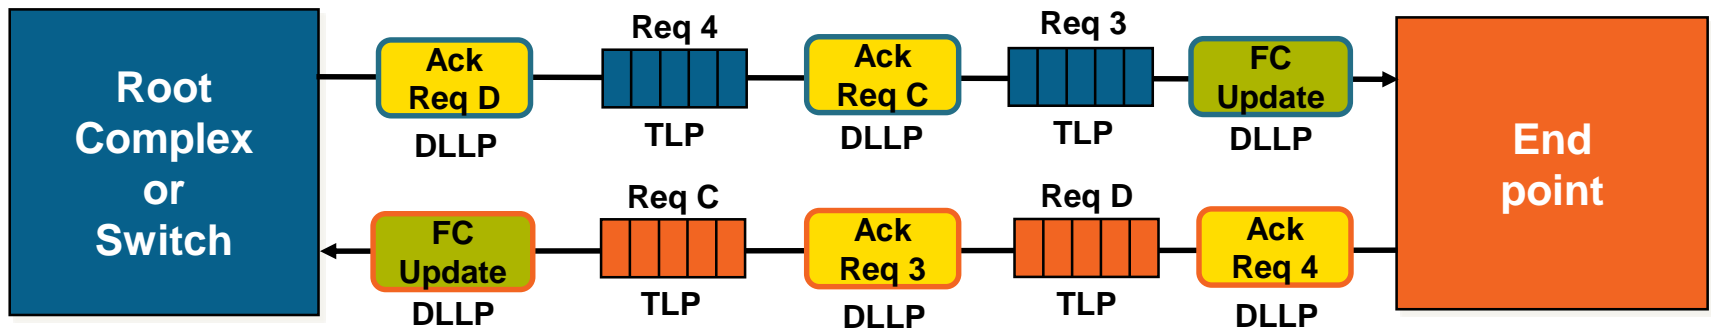 Root
Complex
or
Switch
Ack
Req D
DLLP
Req 4
TLP
Ack
Req C
DLLP
Req 3
TLP
FC
Update
DLLP
FC
Update
DLLP
Req C
TLP
Ack
Req 3
DLLP
Req D
TLP
Ack
Req 4
DLLP
End
point